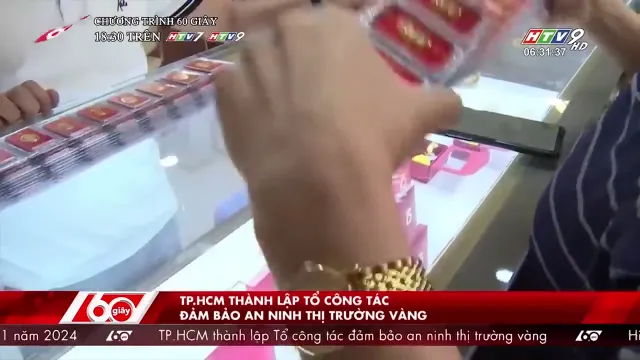 CHƯƠNG TRÌNH 60 GIÂY
18:30 TRÊN HTV7 HTV9
HTV9 HD
06:31:37
60 giây
TP.HCM THÀNH LẬP TỔ CÔNG TÁC
ĐẢM BẢO AN NINH THỊ TRƯỜNG VÀNG
1 năm 2024 60 TP.HCM thành lập Tổ công tác đảm bảo an ninh thị trường vàng 60